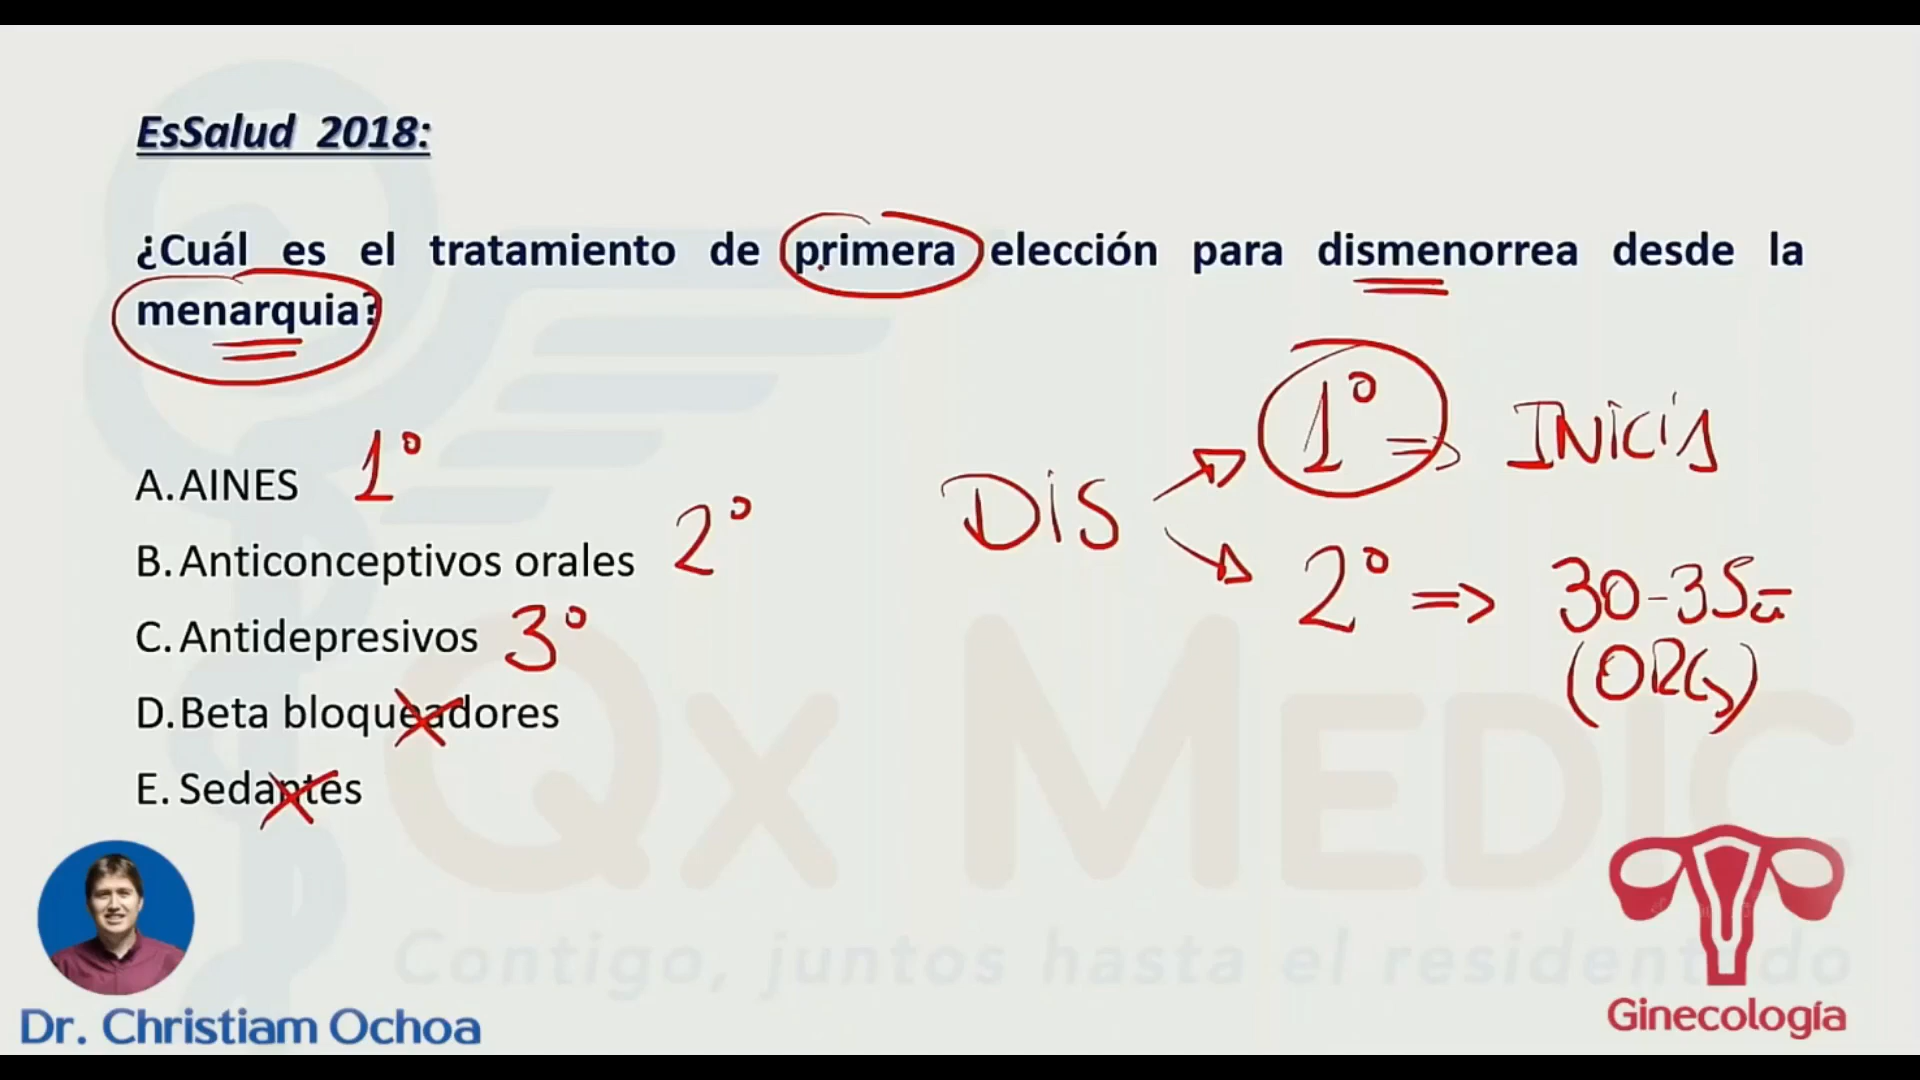 EsSalud 2018:
¿Cuál es el tratamiento de primera elección para dismenorrea desde la
menarquia?
A. AINES 1°
B. Anticonceptivos orales 2°
C. Antidepresivos 3°
D. Beta bloqueadores
E. Sedantes
DIS
1° => INICIA
2° => 30-35
(ORG)
QX MEDIC
Contigo, juntos hasta el residentado
Dr. Christiam Ochoa
Ginecología